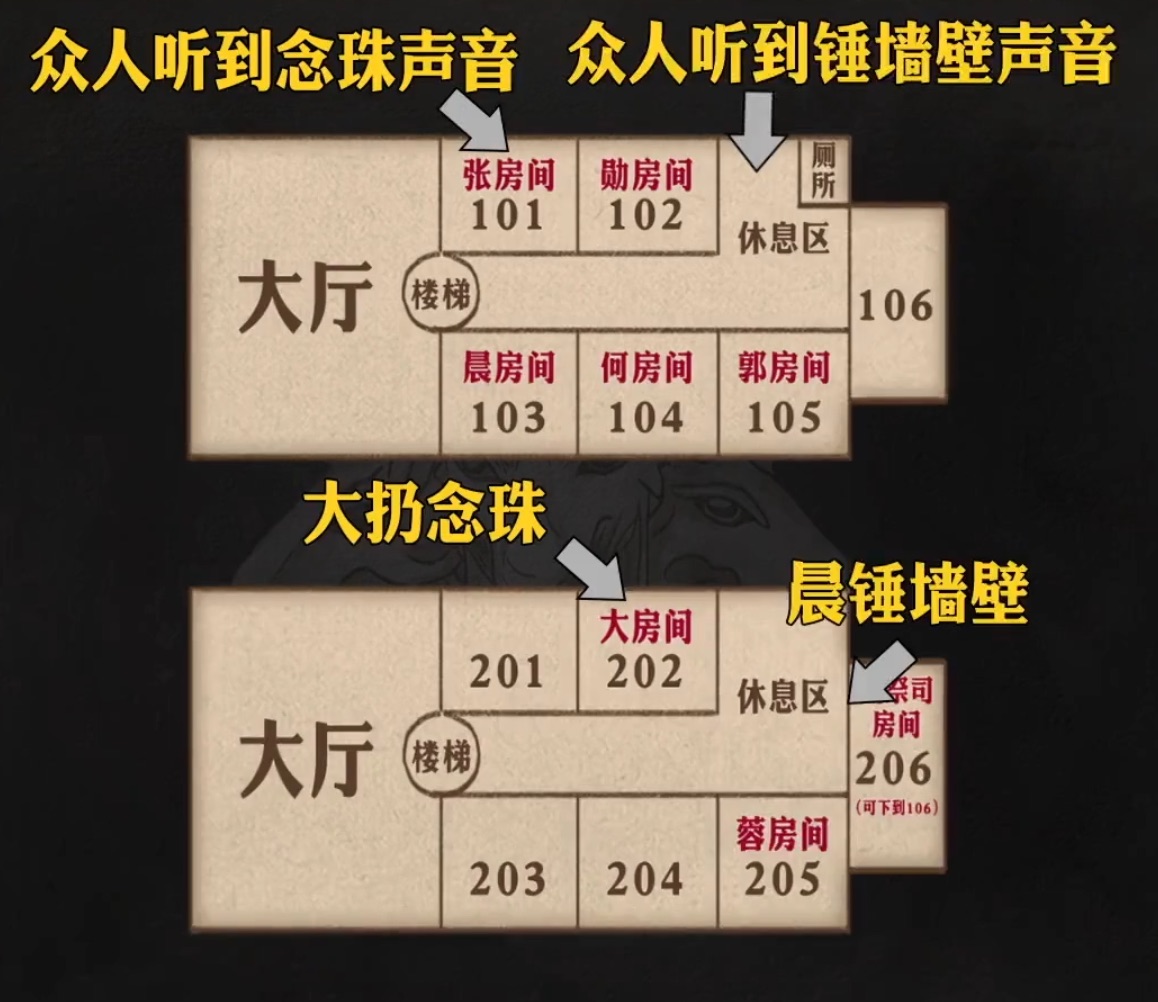 众人听到念珠声音
众人听到锤墙壁声音
张房间
101
勋房间
102
厕所
休息区
大厅
楼梯
106
晨房间
103
何房间
104
郭房间
105
大扔念珠
晨锤墙壁
201
大房间
202
休息区
祭司
房间
206
(可下到106)
大厅
楼梯
203
204
蓉房间
205